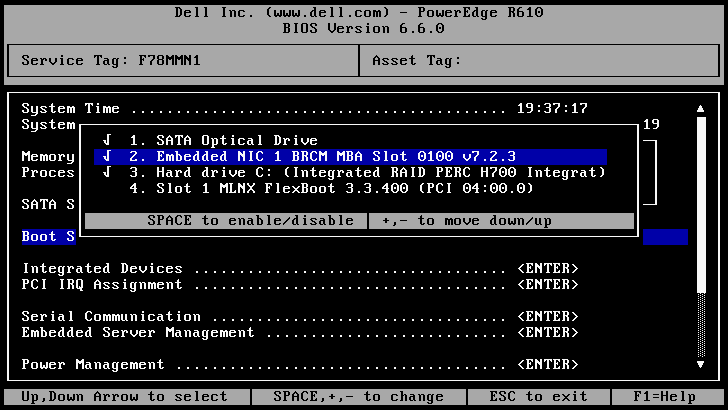 Dell Inc. (www.dell.com) - PowerEdge R610
BIOS Version 6.6.0
Service Tag: F78MMN1
Asset Tag:
System Time ......................................... 19:37:17
System
19
√ 1. SATA Optical Drive
√ 2. Embedded NIC 1 BRCM MBA Slot 0100 v7.2.3
√ 3. Hard drive C: (Integrated RAID PERC H700 Integrat)
4. Slot 1 MLNX FlexBoot 3.3.400 (PCI 04:00.0)
SPACE to enable/disable
+,- to move down/up
Memory
Proces
SATA S
Boot S
Integrated Devices .................................. <ENTER>
PCI IRQ Assignment .................................. <ENTER>
Serial Communication ................................ <ENTER>
Embedded Server Management .......................... <ENTER>
Power Management .................................... <ENTER>
Up,Down Arrow to select
SPACE,+,- to change
ESC to exit
F1=Help